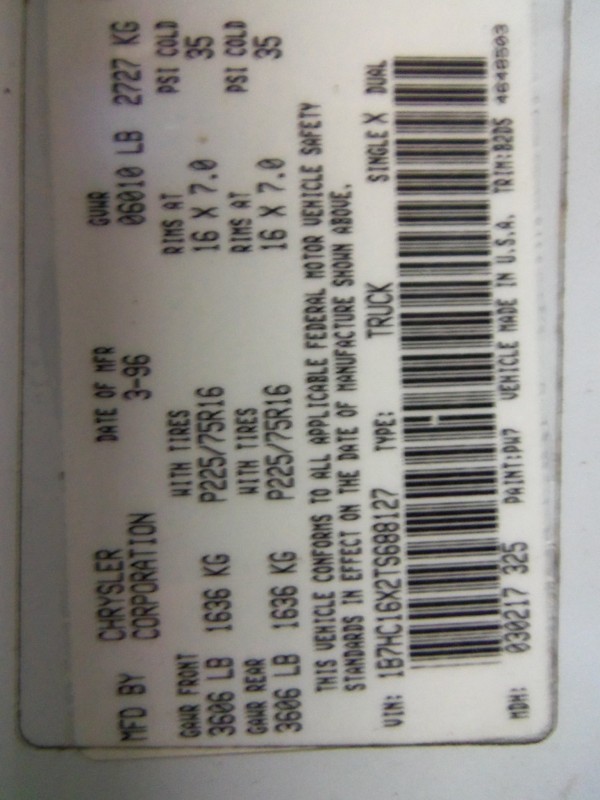 MFD BY CHRYSLER CORPORATION DATE OF MFR 3-96 GVWR 06010 LB 2727 KG
GAWR FRONT WITH TIRES RIMS AT PSI COLD
3606 LB 1636 KG P225/75R16 16 X 7.0 35
GAWR REAR WITH TIRES RIMS AT PSI COLD
3606 LB 1636 KG P225/75R16 16 X 7.0 35
THIS VEHICLE CONFORMS TO ALL APPLICABLE FEDERAL MOTOR VEHICLE SAFETY
STANDARDS IN EFFECT ON THE DATE OF MANUFACTURE SHOWN ABOVE.
VIN: 1B7HC16X2TS688127 TYPE: TRUCK SINGLE X DUAL
MDH: 030217 325 PAINT:PW7 VEHICLE MADE IN U.S.A. TRIM:B2DS 4648503